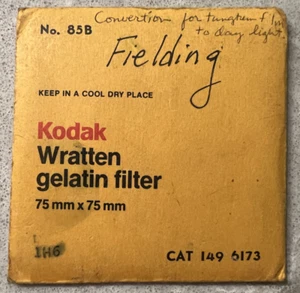 No. 85B
Convertion for tungsten film
to day light.
Fielding
KEEP IN A COOL DRY PLACE
Kodak
Wratten
gelatin filter
75 mm x 75 mm
1H6
CAT 149 6173